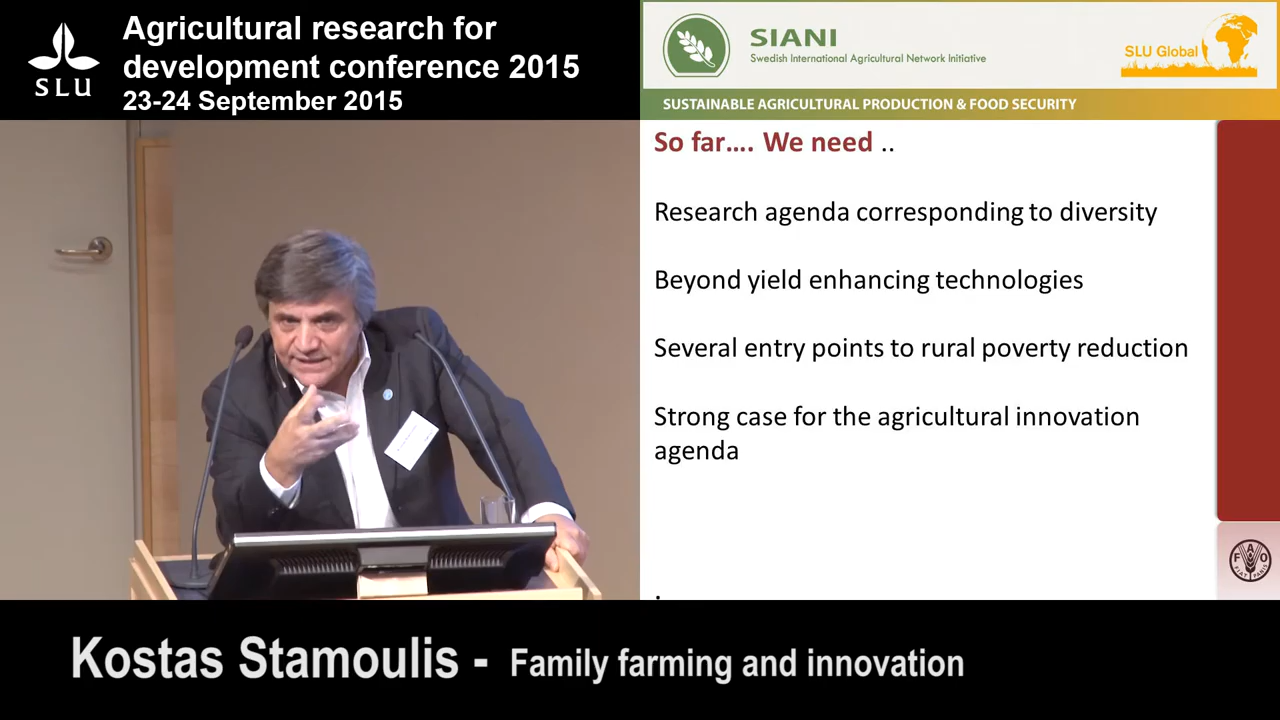 SLU
Agricultural research for
development conference 2015
23-24 September 2015
SIANI
Swedish International Agricultural Network Initiative
SLU Global
SUSTAINABLE AGRICULTURAL PRODUCTION & FOOD SECURITY
So far…. We need ..
Research agenda corresponding to diversity
Beyond yield enhancing technologies
Several entry points to rural poverty reduction
Strong case for the agricultural innovation
agenda
.
FAO
FIAT PANIS
Kostas Stamoulis - Family farming and innovation